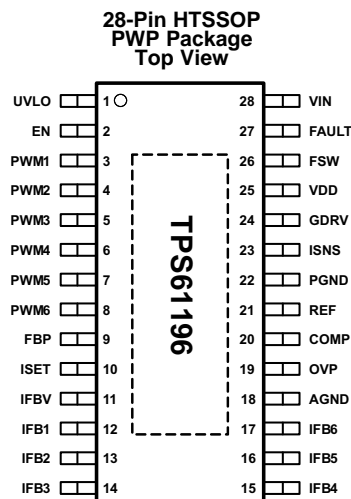 28-Pin HTSSOP
PWP Package
Top View
UVLO 1 28 VIN
EN 2 27 FAULT
PWM1 3 26 FSW
PWM2 4 25 VDD
PWM3 5 24 GDRV
PWM4 6 23 ISNS
PWM5 7 22 PGND
PWM6 8 21 REF
FBP 9 20 COMP
ISET 10 19 OVP
IFBV 11 18 AGND
IFB1 12 17 IFB6
IFB2 13 16 IFB5
IFB3 14 15 IFB4
TPS61196